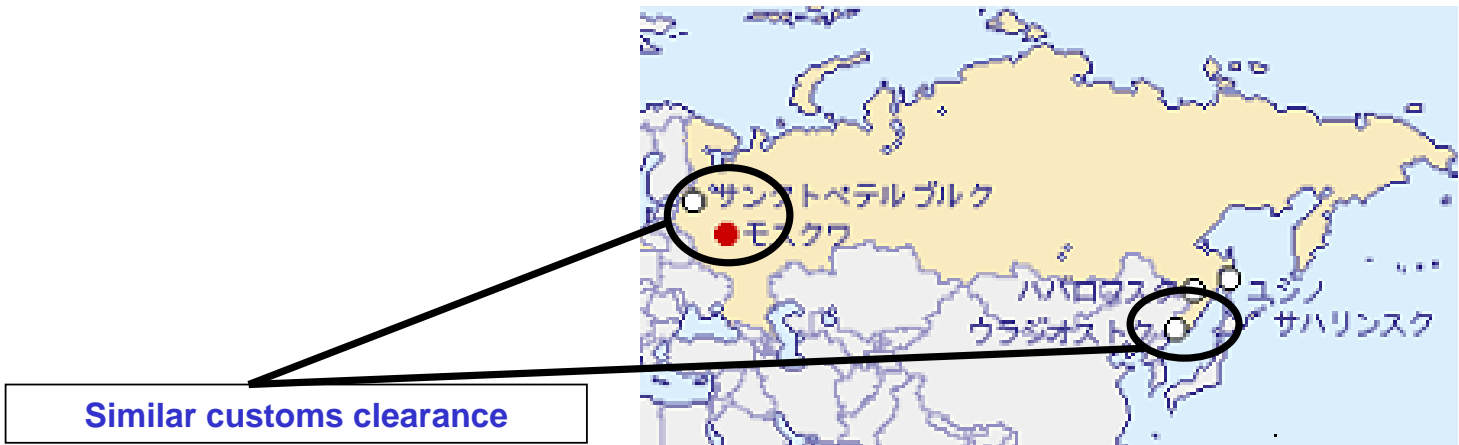 サンクトペテルブルク
モスクワ
ハバロフスク
ユジノ
サハリンスク
ウラジオストク
Similar customs clearance